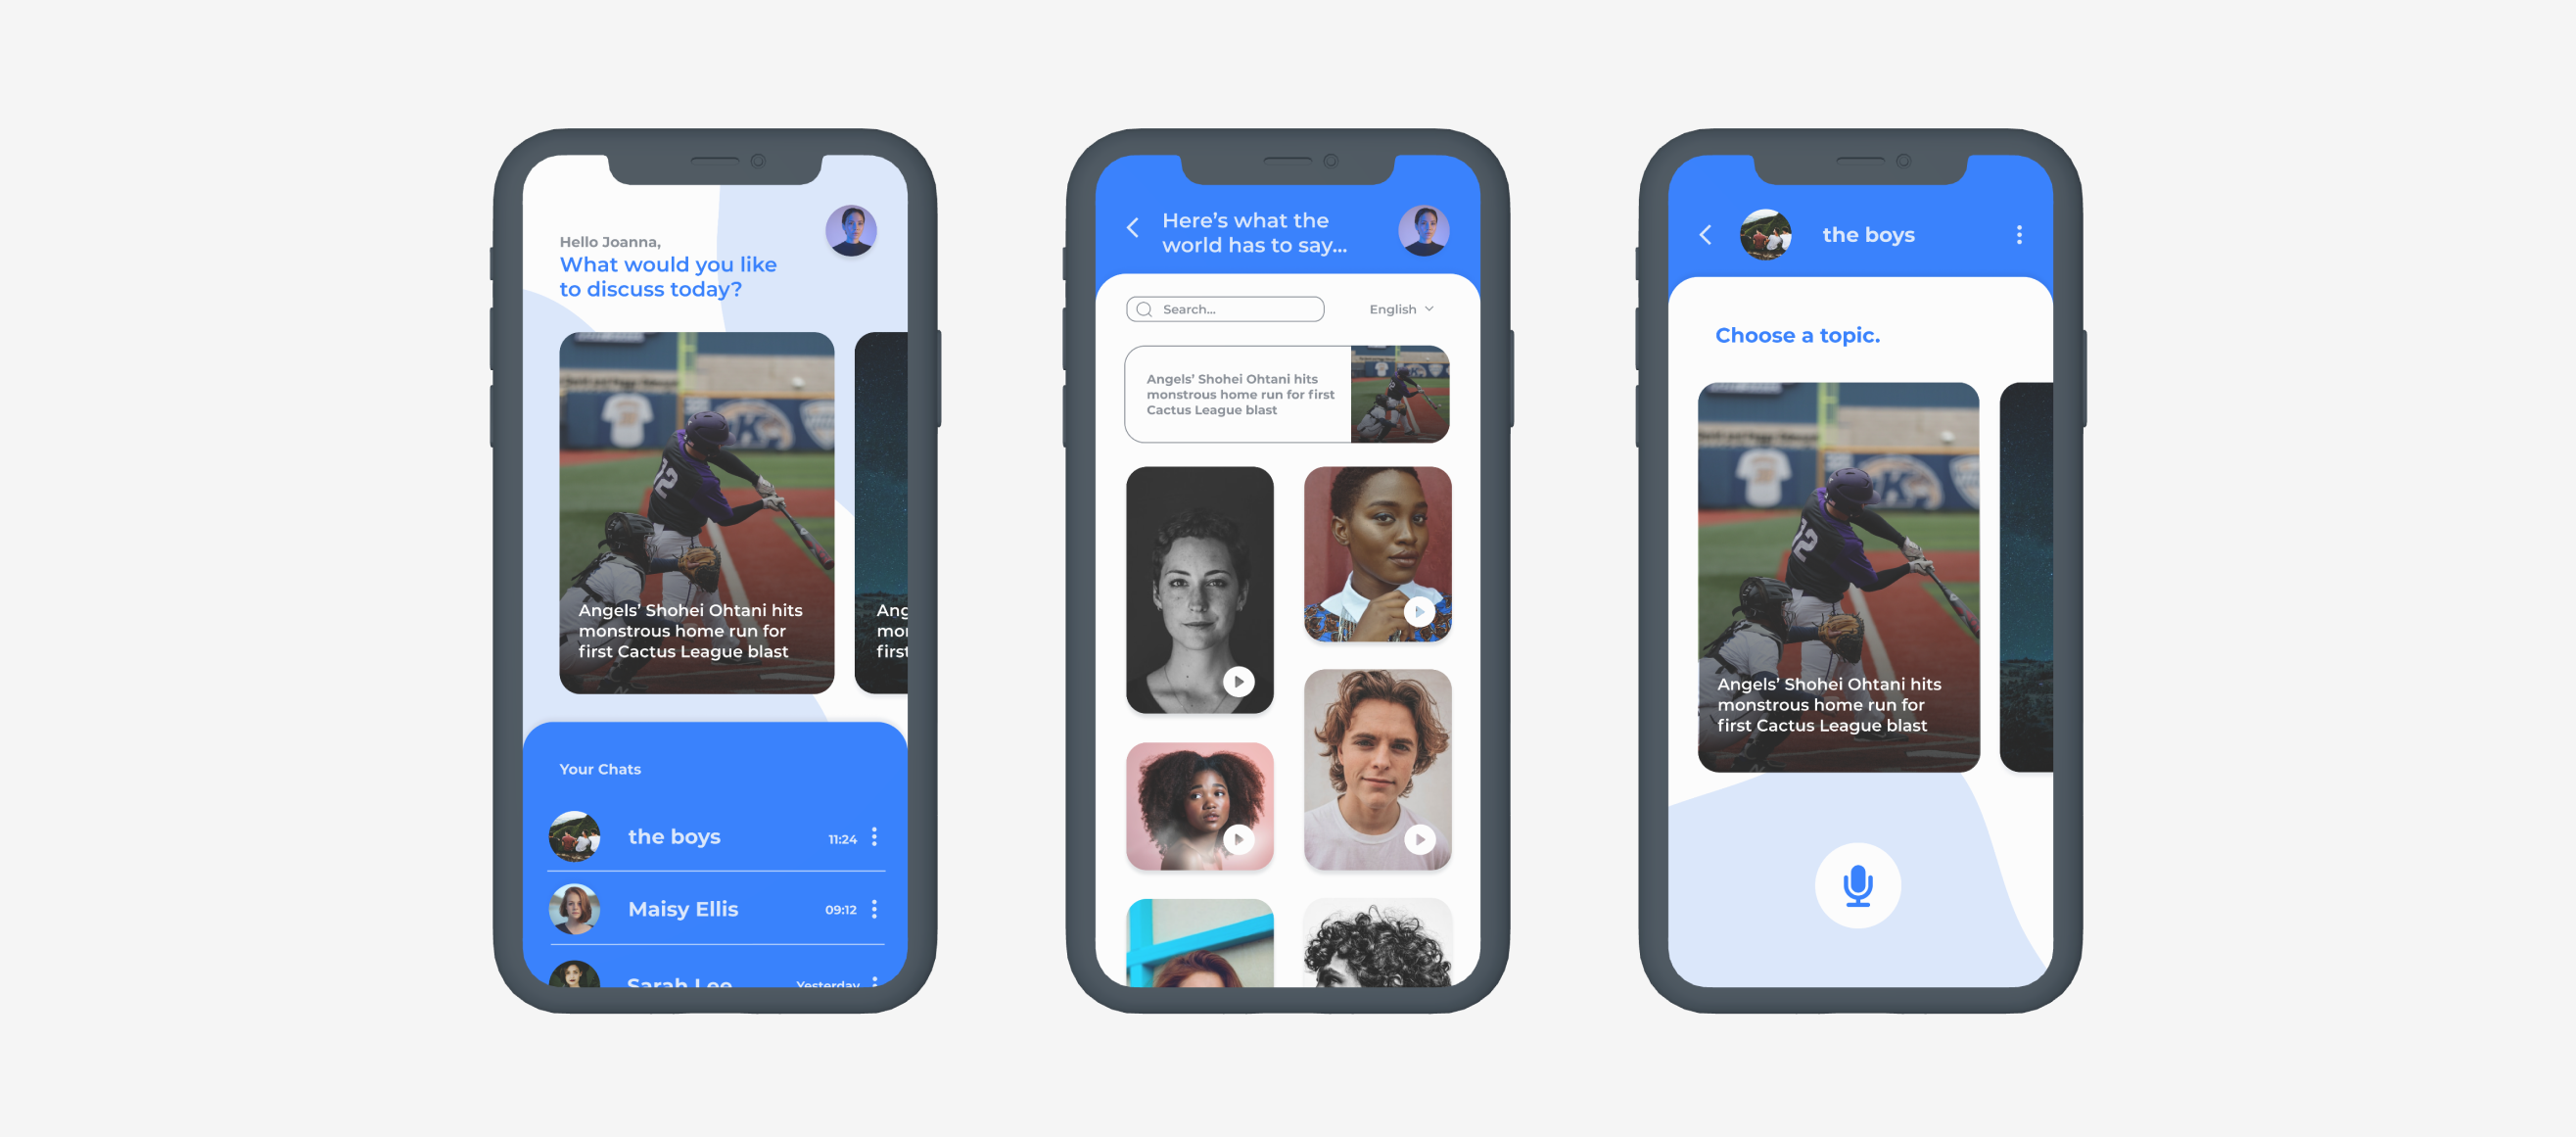 Hello Joanna,
What would you like
to discuss today?
12
Angels’ Shohei Ohtani hits
monstrous home run for
first Cactus League blast
Your Chats
the boys
11:24
Maisy Ellis
09:12
Sarah Lee
Yesterday
Here’s what the
world has to say...
Search...
English
Angels’ Shohei Ohtani hits
monstrous home run for first
Cactus League blast
the boys
Choose a topic.
12
Angels’ Shohei Ohtani hits
monstrous home run for
first Cactus League blast